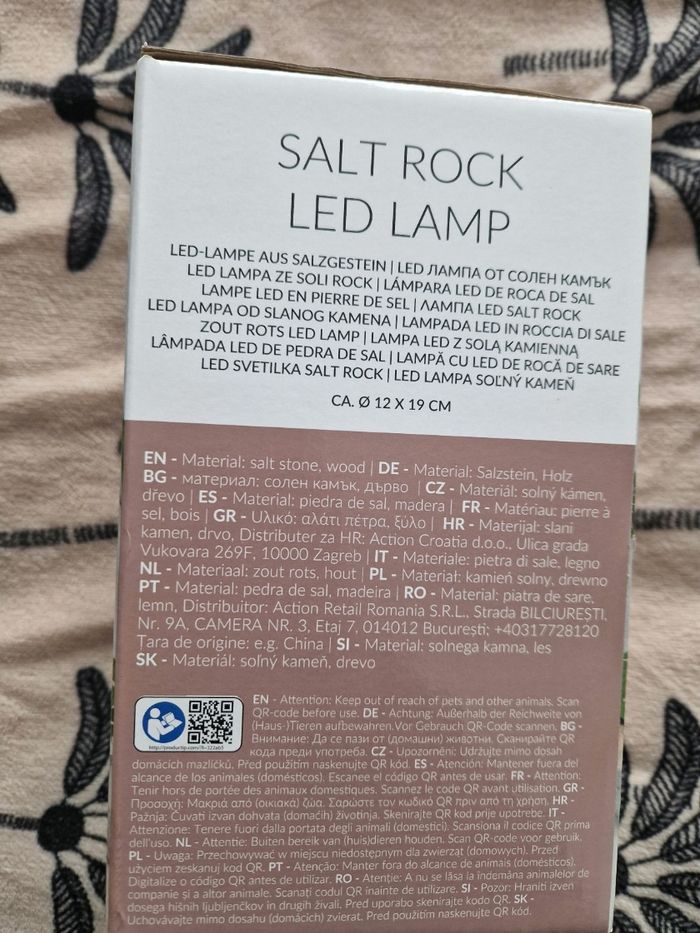 SALT ROCK
LED LAMP
LED-LAMPE AUS SALZGESTEIN | LED ЛАМПА ОТ СОЛЕН КАМЪК
LED LAMPA ZE SOLI ROCK | LÁMPARA LED DE ROCA DE SAL
LAMPE LED EN PIERRE DE SEL | ΛΑΜΠΑ LED SALT ROCK
LED LAMPA OD SLANOG KAMENA | LAMPADA LED IN ROCCIA DI SALE
ZOUT ROTS LED LAMP | LAMPA LED Z SOLĄ KAMIENNĄ
LÂMPADA LED DE PEDRA DE SAL | LAMPĂ CU LED DE ROCĂ DE SARE
LED SVETILKA SALT ROCK | LED LAMPA SOĽNÝ KAMEŇ
CA. Ø 12 X 19 CM
EN - Material: salt stone, wood | DE - Material: Salzstein, Holz
BG - материал: солен камък, дърво | CZ - Materiál: solný kámen,
dřevo | ES - Material: piedra de sal, madera | FR - Matériau: pierre à
sel, bois | GR - Υλικό: αλάτι πέτρα, ξύλο | HR - Materijal: slani
kamen, drvo, Distributer za HR: Action Croatia d.o.o., Ulica grada
Vukovara 269F, 10000 Zagreb | IT - Materiale: pietra di sale, legno
NL - Materiaal: zout rots, hout | PL - Materiał: kamień solny, drewno
PT - Material: pedra de sal, madeira | RO - Material: piatra de sare,
lemn, Distribuitor: Action Retail Romania S.R.L., Strada BILCIUREȘTI,
Nr. 9A, CAMERA NR. 3, Etaj 7, 014012 București; +40317728120
Țara de origine: e.g. China | SI - Material: solnega kamna, les
SK - Materiál: soľný kameň, drevo
EN - Attention: Keep out of reach of pets and other animals. Scan
QR-code before use. DE - Achtung: Außerhalb der Reichweite von
(Haus-)Tieren aufbewahren. Vor Gebrauch QR-Code scannen. BG -
Внимание: Да се пази от (домашни) животни. Сканирайте QR
кода преди употреба. CZ - Upozornění: Udržujte mimo dosah
http://productip.com/?l=322ab5
domácích mazlíčků. Před použitím naskenujte QR kód. ES - Atención: Mantener fuera del
alcance de los animales (domésticos). Escanee el código QR antes de usar. FR - Attention:
Tenir hors de portée des animaux domestiques. Scannez le code QR avant utilisation. GR -
Προσοχή: Μακριά από (οικιακά) ζώα. Σαρώστε τον κωδικό QR πριν από τη χρήση. HR -
Pažnja: Čuvati izvan dohvata (domaćih) životinja. Skenirajte QR kod prije upotrebe. IT -
Attenzione: Tenere fuori dalla portata degli animali (domestici). Scansiona il codice QR prima
dell'uso. NL - Attentie: Buiten bereik van (huis)dieren houden. Scan QR-code voor gebruik.
PL - Uwaga: Przechowywać w miejscu niedostępnym dla zwierząt (domowych). Przed
użyciem zeskanuj kod QR. PT - Atenção: Manter fora do alcance de animais (domésticos).
Digitalize o código QR antes de utilizar. RO - Atenție: A nu se lăsa la îndemâna animalelor de
companie și a altor animale. Scanați codul QR înainte de utilizare. SI - Pozor: Hraniti izven
dosega hišnih ljubljenčkov in drugih živali. Pred uporabo skenirajte kodo QR. SK -
Uchovávajte mimo dosahu (domácich) zvierat. Pred použitím naskenujte QR kód.